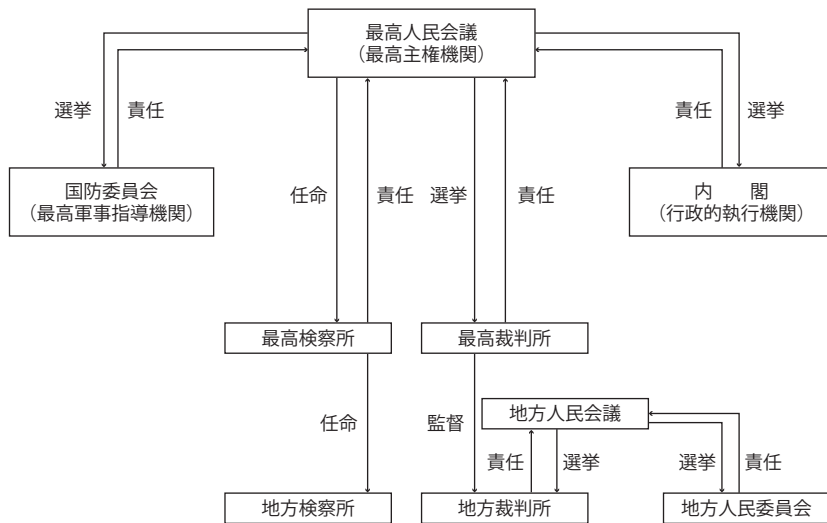 最高人民会議
(最高主権機関)
選挙
責任
責任
選挙
国防委員会
(最高軍事指導機関)
任命
責任
選挙
責任
内　閣
(行政的執行機関)
最高検察所
最高裁判所
任命
監督
地方人民会議
責任
選挙
選挙
責任
地方検察所
地方裁判所
地方人民委員会